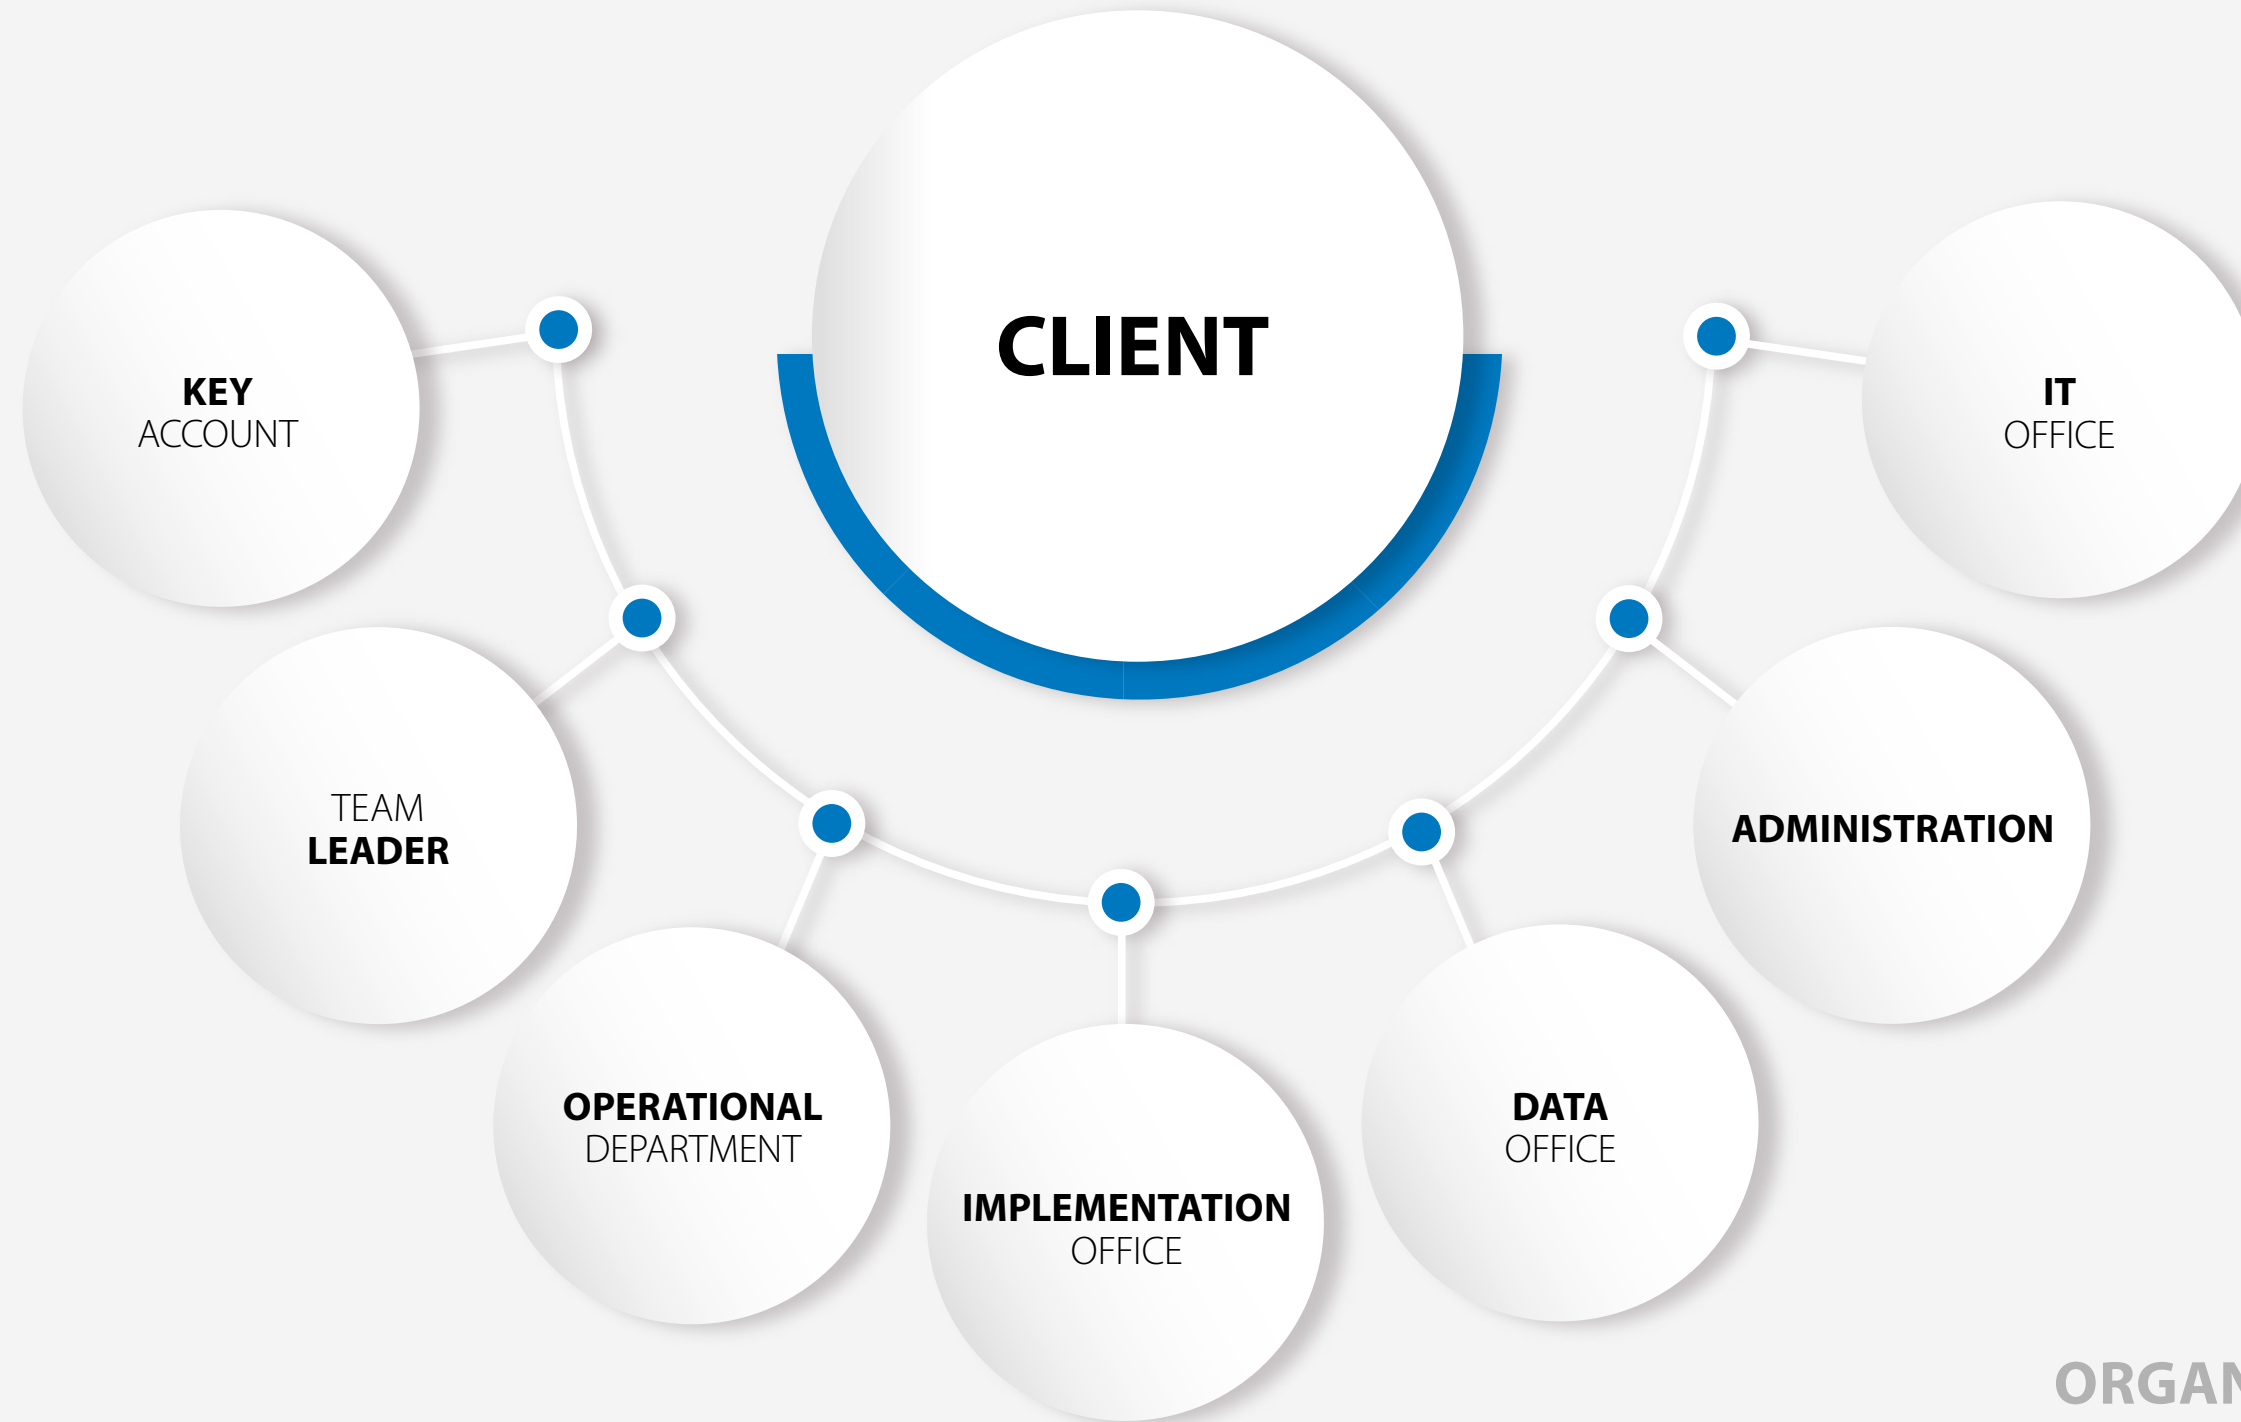 CLIENT
KEY
ACCOUNT
TEAM
LEADER
OPERATIONAL
DEPARTMENT
IMPLEMENTATION
OFFICE
DATA
OFFICE
ADMINISTRATION
IT
OFFICE